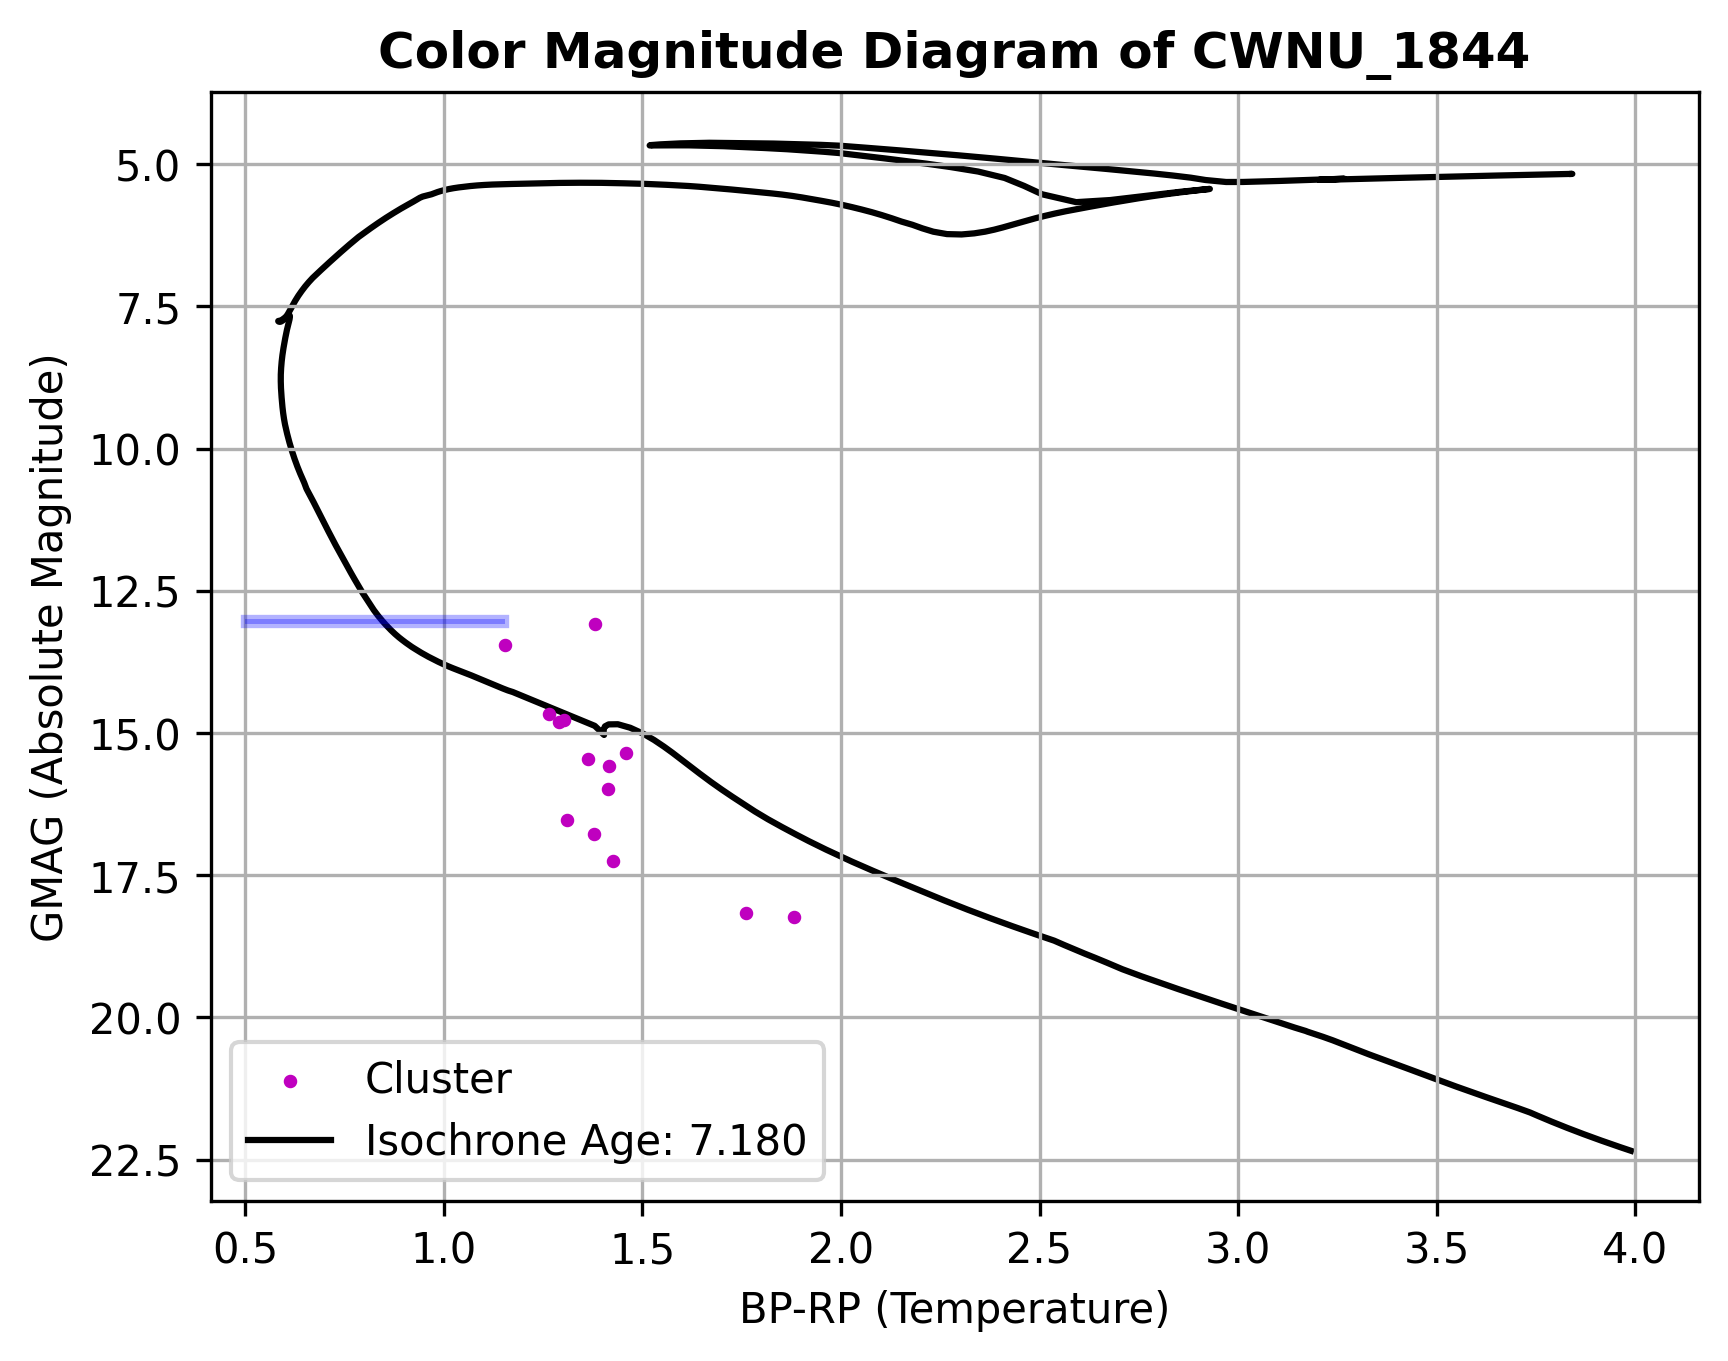 Color Magnitude Diagram of CWNU_1844
GMAG (Absolute Magnitude)
5.0
7.5
10.0
12.5
15.0
17.5
20.0
22.5
Cluster
Isochrone Age: 7.180
0.5 1.0 1.5 2.0 2.5 3.0 3.5 4.0
BP-RP (Temperature)